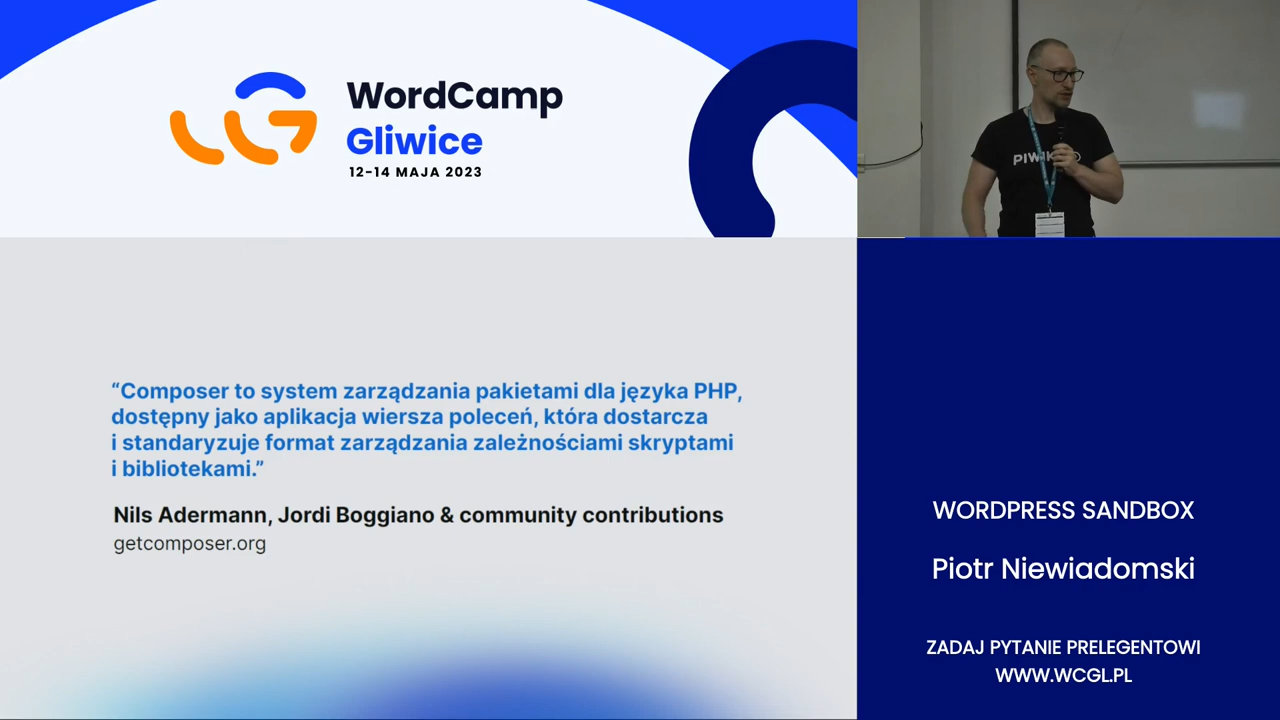 WordCamp
Gliwice
12-14 MAJA 2023
“Composer to system zarządzania pakietami dla języka PHP,
dostępny jako aplikacja wiersza poleceń, która dostarcza
i standaryzuje format zarządzania zależnościami skryptami
i bibliotekami.”
Nils Adermann, Jordi Boggiano & community contributions
getcomposer.org
WORDPRESS SANDBOX
Piotr Niewiadomski
ZADAJ PYTANIE PRELEGENTOWI
WWW.WCGL.PL